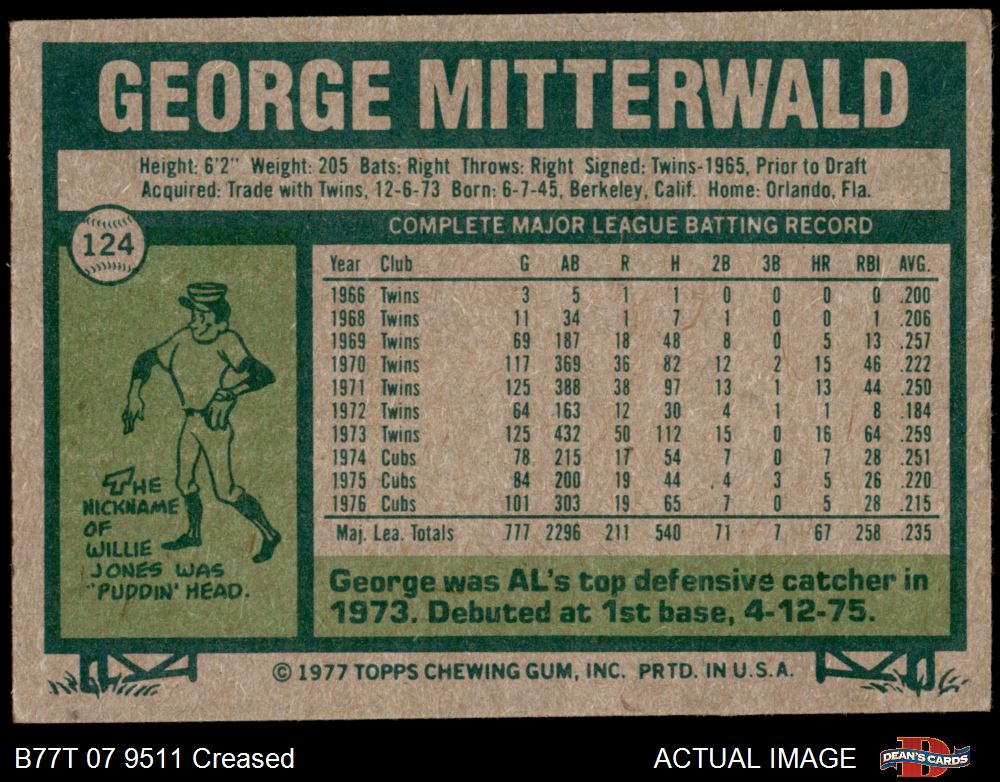 GEORGE MITTERWALD
Height: 6'2" Weight: 205 Bats: Right Throws: Right Signed: Twins-1965, Prior to Draft
Acquired: Trade with Twins, 12-6-73 Born: 6-7-45, Berkeley, Calif. Home: Orlando, Fla.
124
COMPLETE MAJOR LEAGUE BATTING RECORD
Year Club G AB R H 2B 3B HR RBI AVG.
1966 Twins 3 5 1 1 0 0 0 0 .200
1968 Twins 11 34 1 7 1 0 0 1 .206
1969 Twins 69 187 18 48 8 0 5 13 .257
1970 Twins 117 369 36 82 12 2 15 46 .222
1971 Twins 125 388 38 97 13 1 13 44 .250
1972 Twins 64 163 12 30 4 1 1 8 .184
1973 Twins 125 432 50 112 15 0 16 64 .259
1974 Cubs 78 215 17 54 7 0 7 28 .251
1975 Cubs 84 200 19 44 4 3 5 26 .220
1976 Cubs 101 303 19 65 7 0 5 28 .215
Maj. Lea. Totals 777 2296 211 540 71 7 67 258 .235
THE
NICKNAME
OF
WILLIE
JONES WAS
"PUDDIN' HEAD.
George was AL's top defensive catcher in
1973. Debuted at 1st base, 4-12-75.
© 1977 TOPPS CHEWING GUM, INC. PRTD. IN U.S.A.
B77T 07 9511 Creased
ACTUAL IMAGE
D
DEAN'S CARDS